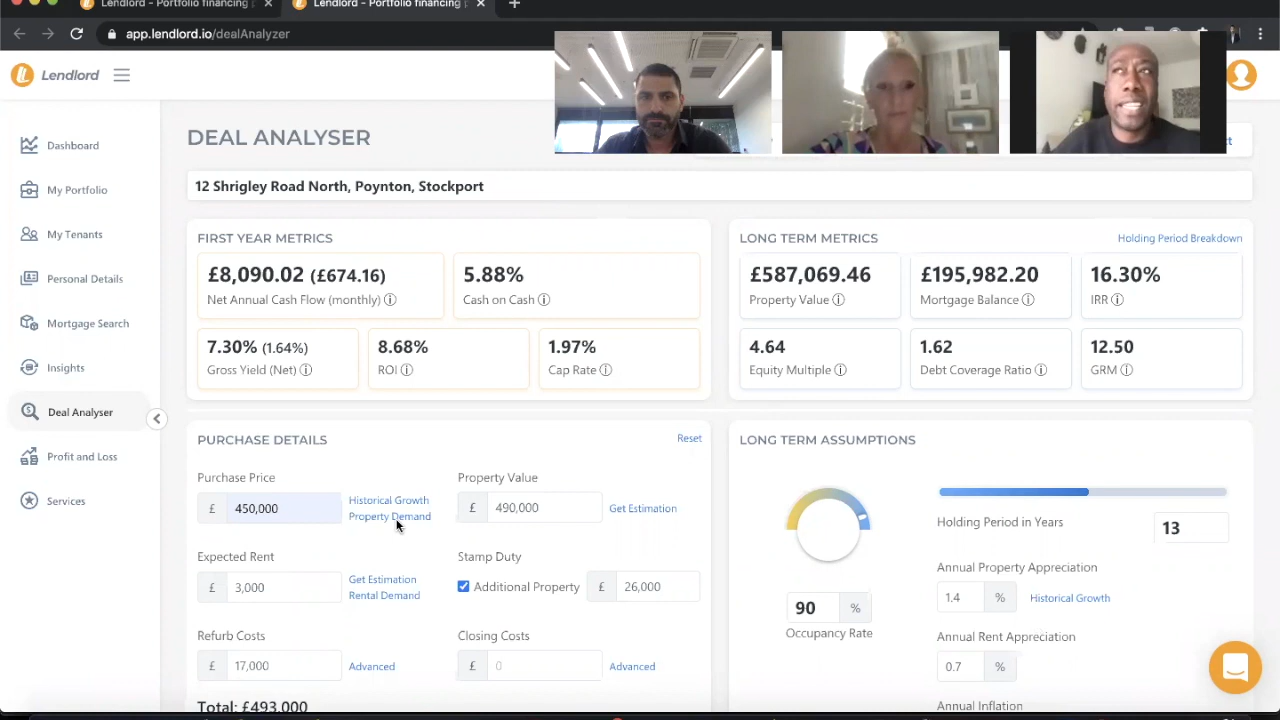 Lendlord – Portfolio financing
Lendlord – Portfolio financing
app.lendlord.io/dealAnalyzer
Lendlord
Dashboard
My Portfolio
My Tenants
Personal Details
Mortgage Search
Insights
Deal Analyser
Profit and Loss
Services
DEAL ANALYSER
12 Shrigley Road North, Poynton, Stockport
FIRST YEAR METRICS
£8,090.02 (£674.16)
Net Annual Cash Flow (monthly)
5.88%
Cash on Cash
7.30% (1.64%)
Gross Yield (Net)
8.68%
ROI
1.97%
Cap Rate
LONG TERM METRICS
Holding Period Breakdown
£587,069.46
Property Value
£195,982.20
Mortgage Balance
16.30%
IRR
4.64
Equity Multiple
1.62
Debt Coverage Ratio
12.50
GRM
PURCHASE DETAILS
Reset
Purchase Price
£ 450,000
Historical Growth
Property Demand
Property Value
£ 490,000
Get Estimation
Expected Rent
£ 3,000
Get Estimation
Rental Demand
Stamp Duty
Additional Property
£ 26,000
Refurb Costs
£ 17,000
Advanced
Closing Costs
£ 0
Advanced
Total: £493,000
LONG TERM ASSUMPTIONS
90 %
Occupancy Rate
Holding Period in Years
13
Annual Property Appreciation
1.4 %
Historical Growth
Annual Rent Appreciation
0.7 %
Annual Inflation